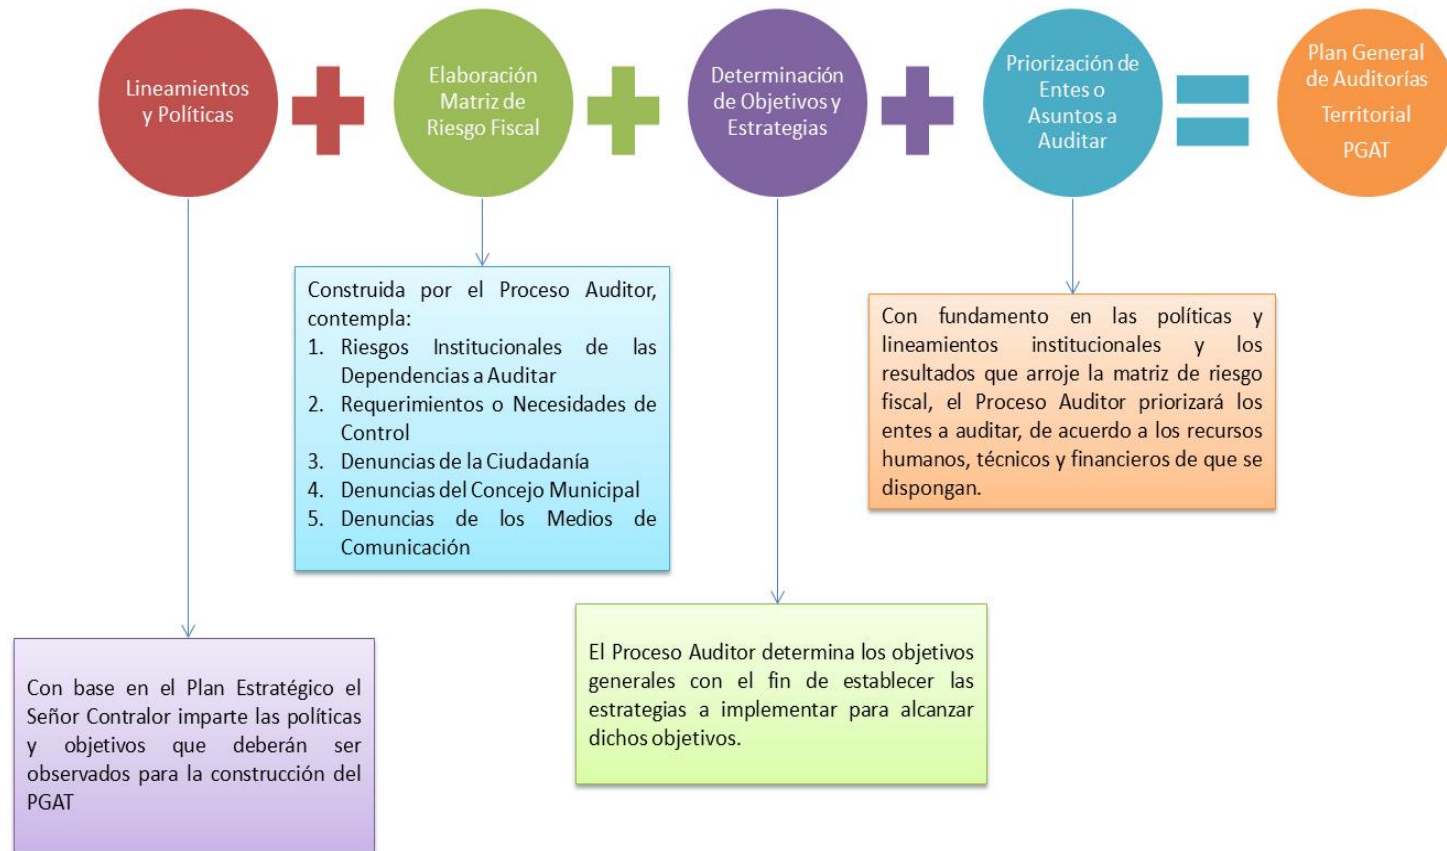 Lineamientos
y Políticas
Elaboración
Matriz de
Riesgo Fiscal
Determinación
de Objetivos y
Estrategias
Priorización de
Entes o
Asuntos a
Auditar
Plan General
de Auditorías
Territorial
PGAT
Construida por el Proceso Auditor,
contempla:
1. Riesgos Institucionales de las
Dependencias a Auditar
2. Requerimientos o Necesidades de
Control
3. Denuncias de la Ciudadanía
4. Denuncias del Concejo Municipal
5. Denuncias de los Medios de
Comunicación
Con fundamento en las políticas y
lineamientos institucionales y los
resultados que arroje la matriz de riesgo
fiscal, el Proceso Auditor priorizará los
entes a auditar, de acuerdo a los recursos
humanos, técnicos y financieros de que se
dispongan.
El Proceso Auditor determina los objetivos
generales con el fin de establecer las
estrategias a implementar para alcanzar
dichos objetivos.
Con base en el Plan Estratégico el
Señor Contralor imparte las políticas
y objetivos que deberán ser
observados para la construcción del
PGAT